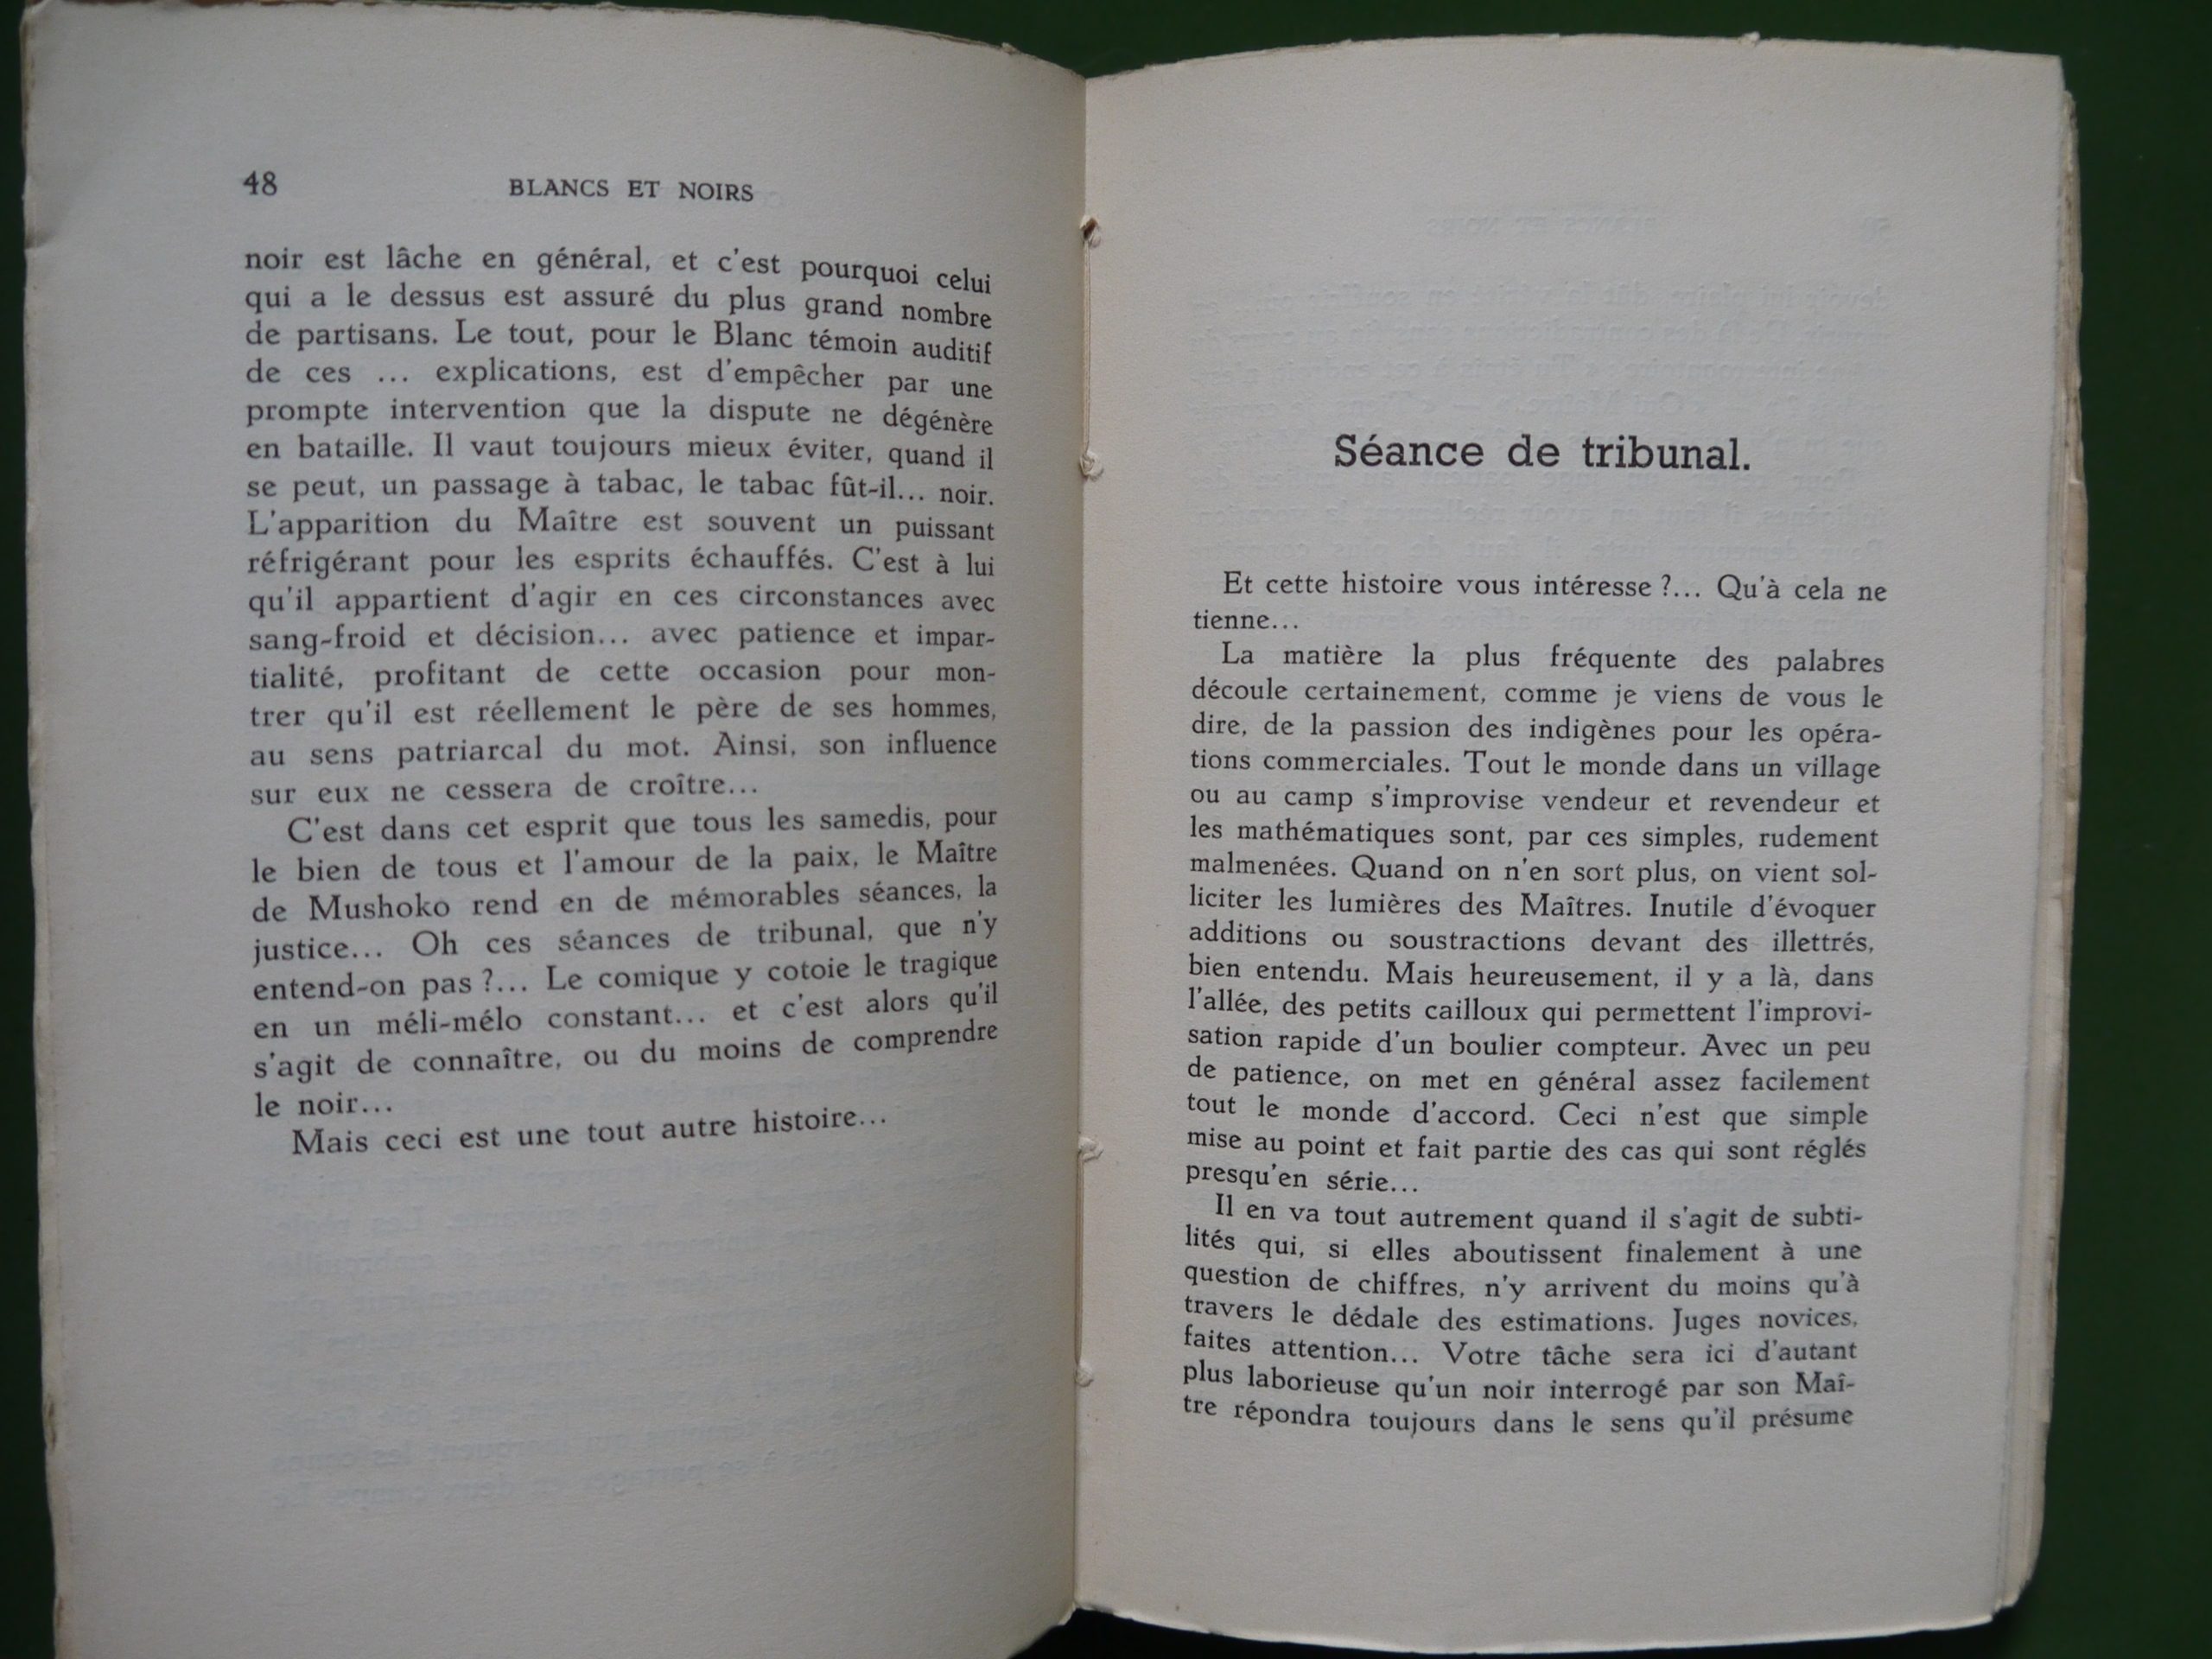 48
BLANCS ET NOIRS
noir est lâche en général, et c'est pourquoi celui
qui a le dessus est assuré du plus grand nombre
de partisans. Le tout, pour le Blanc témoin auditif
de ces ... explications, est d'empêcher par une
prompte intervention que la dispute ne dégénère
en bataille. Il vaut toujours mieux éviter, quand il
se peut, un passage à tabac, le tabac fût-il... noir.
L'apparition du Maître est souvent un puissant
réfrigérant pour les esprits échauffés. C'est à lui
qu'il appartient d'agir en ces circonstances avec
sang-froid et décision... avec patience et impar-
tialité, profitant de cette occasion pour mon-
trer qu'il est réellement le père de ses hommes,
au sens patriarcal du mot. Ainsi, son influence
sur eux ne cessera de croître...
C'est dans cet esprit que tous les samedis, pour
le bien de tous et l'amour de la paix, le Maître
de Mushoko rend en de mémorables séances, la
justice... Oh ces séances de tribunal, que n'y
entend-on pas ?... Le comique y cotoie le tragique
en un méli-mélo constant... et c'est alors qu'il
s'agit de connaître, ou du moins de comprendre
le noir...
Mais ceci est une tout autre histoire...
Séance de tribunal.
Et cette histoire vous intéresse ?... Qu'à cela ne
tienne...
La matière la plus fréquente des palabres
découle certainement, comme je viens de vous le
dire, de la passion des indigènes pour les opéra-
tions commerciales. Tout le monde dans un village
ou au camp s'improvise vendeur et revendeur et
les mathématiques sont, par ces simples, rudement
malmenées. Quand on n'en sort plus, on vient sol-
liciter les lumières des Maîtres. Inutile d'évoquer
additions ou soustractions devant des illettrés,
bien entendu. Mais heureusement, il y a là, dans
l'allée, des petits cailloux qui permettent l'improvi-
sation rapide d'un boulier compteur. Avec un peu
de patience, on met en général assez facilement
tout le monde d'accord. Ceci n'est que simple
mise au point et fait partie des cas qui sont réglés
presqu'en série...
Il en va tout autrement quand il s'agit de subti-
lités qui, si elles aboutissent finalement à une
question de chiffres, n'y arrivent du moins qu'à
travers le dédale des estimations. Juges novices,
faites attention... Votre tâche sera ici d'autant
plus laborieuse qu'un noir interrogé par son Maî-
tre répondra toujours dans le sens qu'il présume